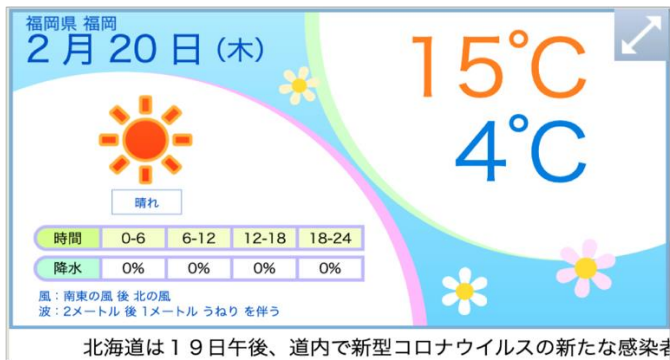 福岡県 福岡
2月20日(木)
15℃
4℃
晴れ
時間 0-6 6-12 12-18 18-24
降水 0% 0% 0% 0%
風:南東の風 後 北の風
波:2メートル 後 1メートル うねり を伴う
北海道は19日午後、道内で新型コロナウイルスの新たな感染者